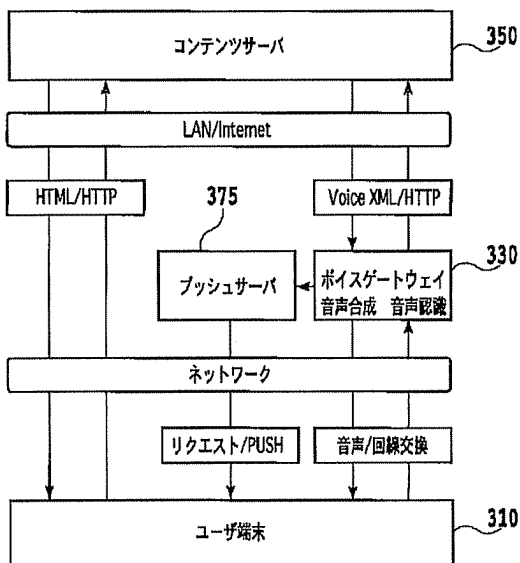 350
コンテンツサーバ
LAN/Internet
HTML/HTTP
375
Voice XML/HTTP
プッシュサーバ
ボイスゲートウェイ
音声合成 音声認識
330
ネットワーク
リクエスト/PUSH
音声/回線交換
ユーザ端末
310